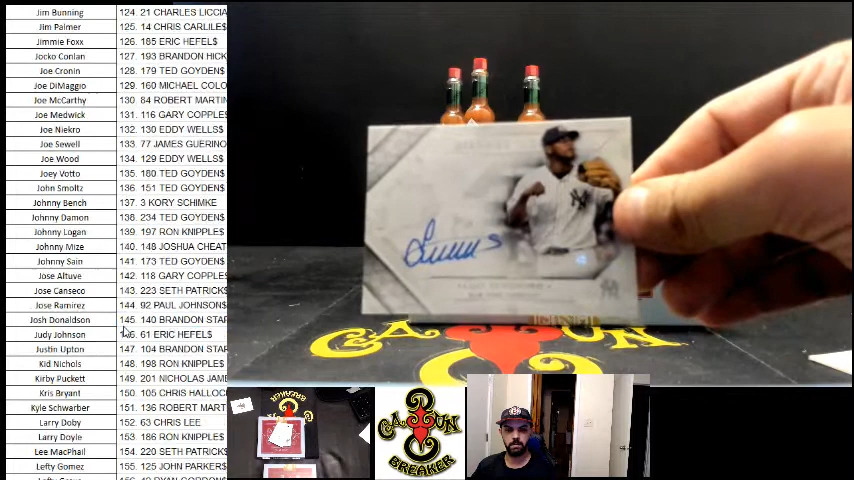 Jim Bunning 124. 21 CHARLES LICCIA
Jim Palmer 125. 14 CHRIS CARLILE$
Jimmie Foxx 126. 185 ERIC HEFEL$
Jocko Conlan 127. 193 BRANDON HICK
Joe Cronin 128. 179 TED GOYDEN$
Joe DiMaggio 129. 160 MICHAEL COLO
Joe McCarthy 130. 84 ROBERT MARTIN
Joe Medwick 131. 116 GARY COPPLE$
Joe Niekro 132. 130 EDDY WELLS$
Joe Sewell 133. 77 JAMES GUERINO
Joe Wood 134. 129 EDDY WELLS$
Joey Votto 135. 180 TED GOYDEN$
John Smoltz 136. 151 TED GOYDEN$
Johnny Bench 137. 3 KORY SCHIMKE
Johnny Damon 138. 234 TED GOYDEN$
Johnny Logan 139. 197 RON KNIPPLE$
Johnny Mize 140. 148 JOSHUA CHEAT
Johnny Sain 141. 173 TED GOYDEN$
Jose Altuve 142. 118 GARY COPPLE$
Jose Canseco 143. 223 SETH PATRICK$
Jose Ramirez 144. 92 PAUL JOHNSON$
Josh Donaldson 145. 140 BRANDON STAR
Judy Johnson 146. 61 ERIC HEFEL$
Justin Upton 147. 104 BRANDON STAR
Kid Nichols 148. 198 RON KNIPPLE$
Kirby Puckett 149. 201 NICHOLAS JAME
Kris Bryant 150. 105 CHRIS HALLOC
Kyle Schwarber 151. 136 ROBERT MART
Larry Doby 152. 63 CHRIS LEE
Larry Doyle 153. 186 RON KNIPPLE$
Lee MacPhail 154. 220 SETH PATRICK$
Lefty Gomez 155. 125 JOHN PARKER$
CAJUN
BREAKER